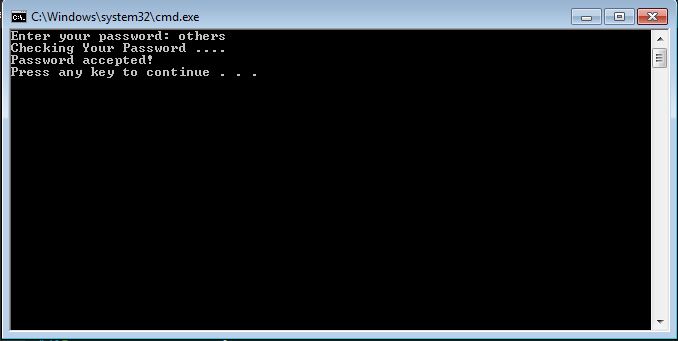 C:\Windows\system32\cmd.exe
Enter your password: others
Checking Your Password ....
Password accepted!
Press any key to continue . . .